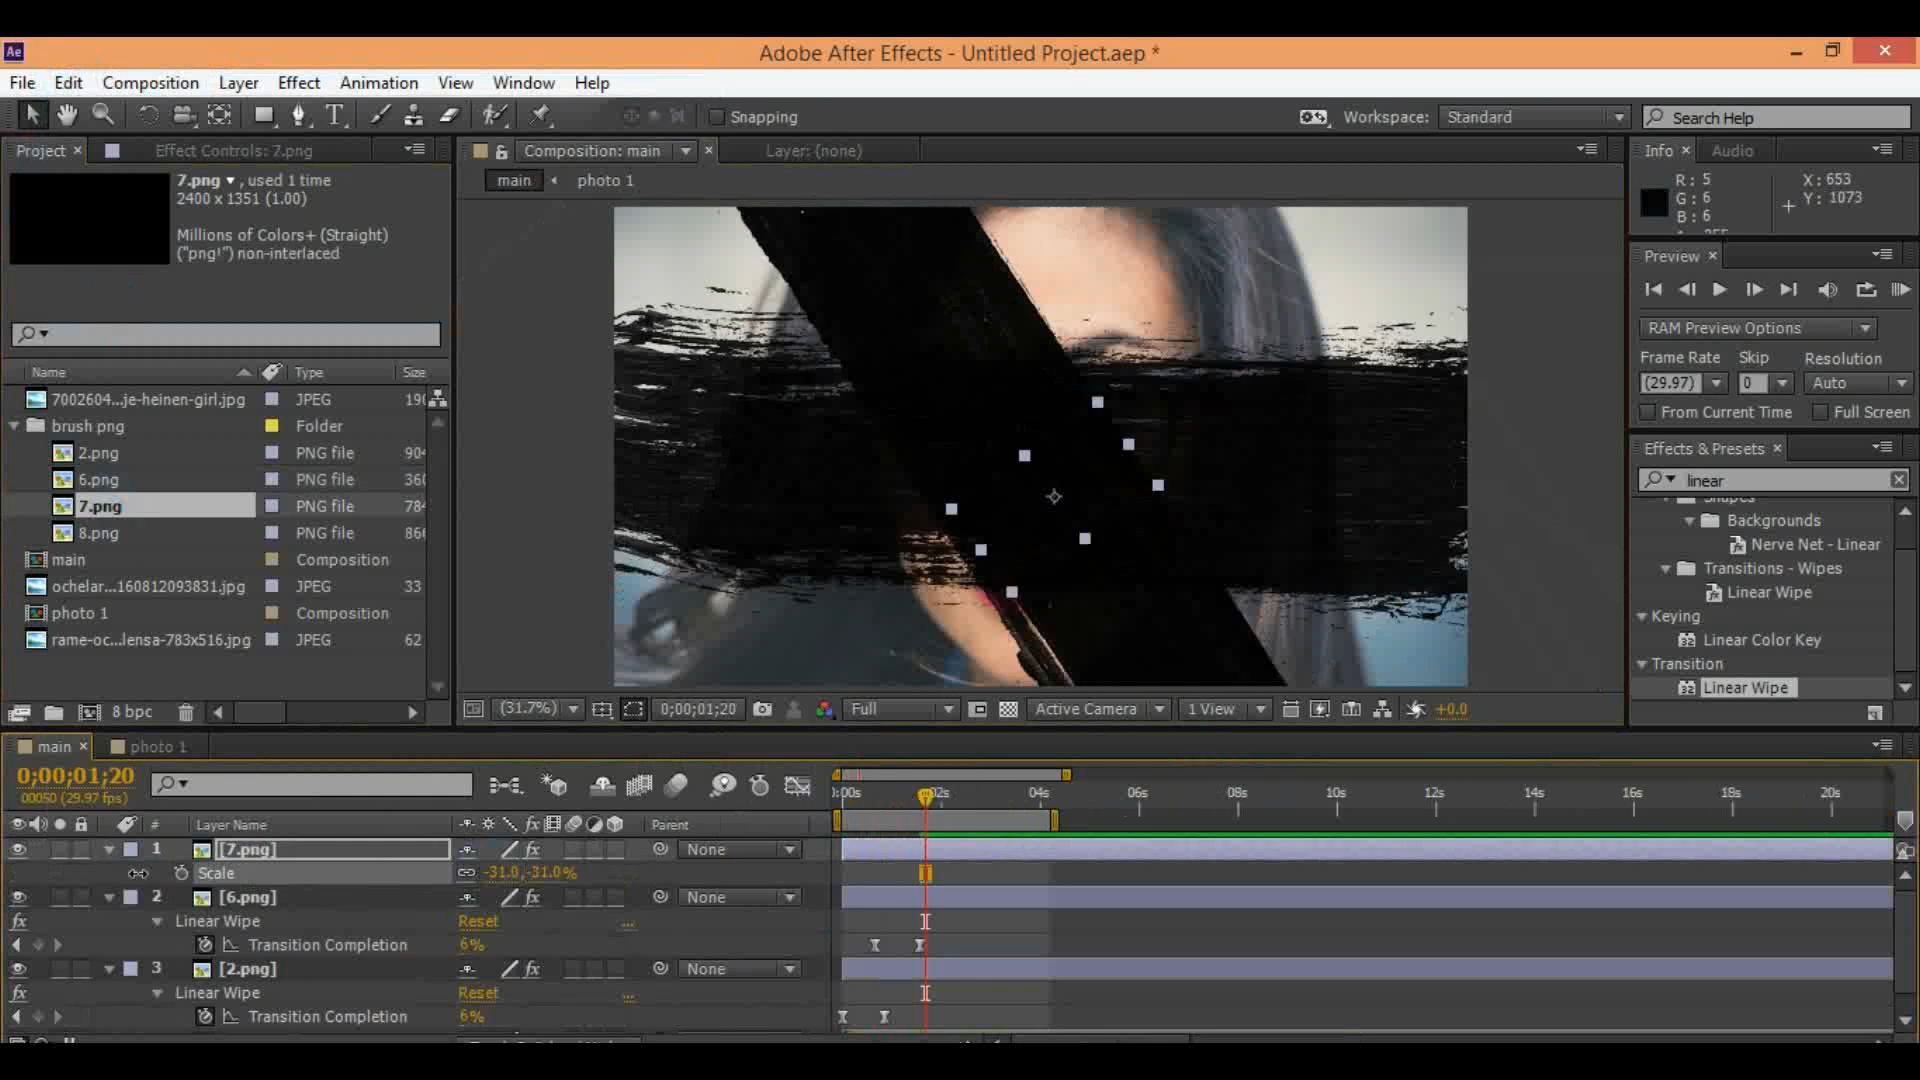 Ae
Adobe After Effects - Untitled Project.aep *
File Edit Composition Layer Effect Animation View Window Help
T
Snapping
Workspace: Standard
Search Help
Project ×
Effect Controls: 7.png
Composition: main ×
Layer: (none)
main
photo 1
7.png ▼ , used 1 time
2400 x 1351 (1.00)
Millions of Colors+ (Straight)
("png!") non-interlaced
Name Type Size
7002604...je-heinen-girl.jpg JPEG
brush png Folder
2.png PNG file
6.png PNG file
7.png PNG file
8.png PNG file
main Composition
ochelar...160812093831.jpg JPEG 33
photo 1 Composition
rame-oc...lensa-783x516.jpg JPEG 62
8 bpc
(31.7%) 0;00;01;20 Full Active Camera 1 View +0.0
Info × Audio
R: 5
G: 6
B: 6
X: 653
Y: 1073
Preview ×
RAM Preview Options
Frame Rate Skip Resolution
(29.97) 0 Auto
From Current Time Full Screen
Effects & Presets ×
linear
Backgrounds
Nerve Net - Linear
Transitions - Wipes
Linear Wipe
Keying
32 Linear Color Key
Transition
32 Linear Wipe
main × photo 1
0;00;01;20
00050 (29.97 fps)
02s 04s 06s 08s 10s 12s 14s 16s 18s 20s
# Layer Name fx Parent
1 [7.png] fx None
Scale -31.0,-31.0%
2 [6.png] fx None
fx Linear Wipe Reset ...
Transition Completion 6%
3 [2.png] fx None
fx Linear Wipe Reset ...
Transition Completion 6%